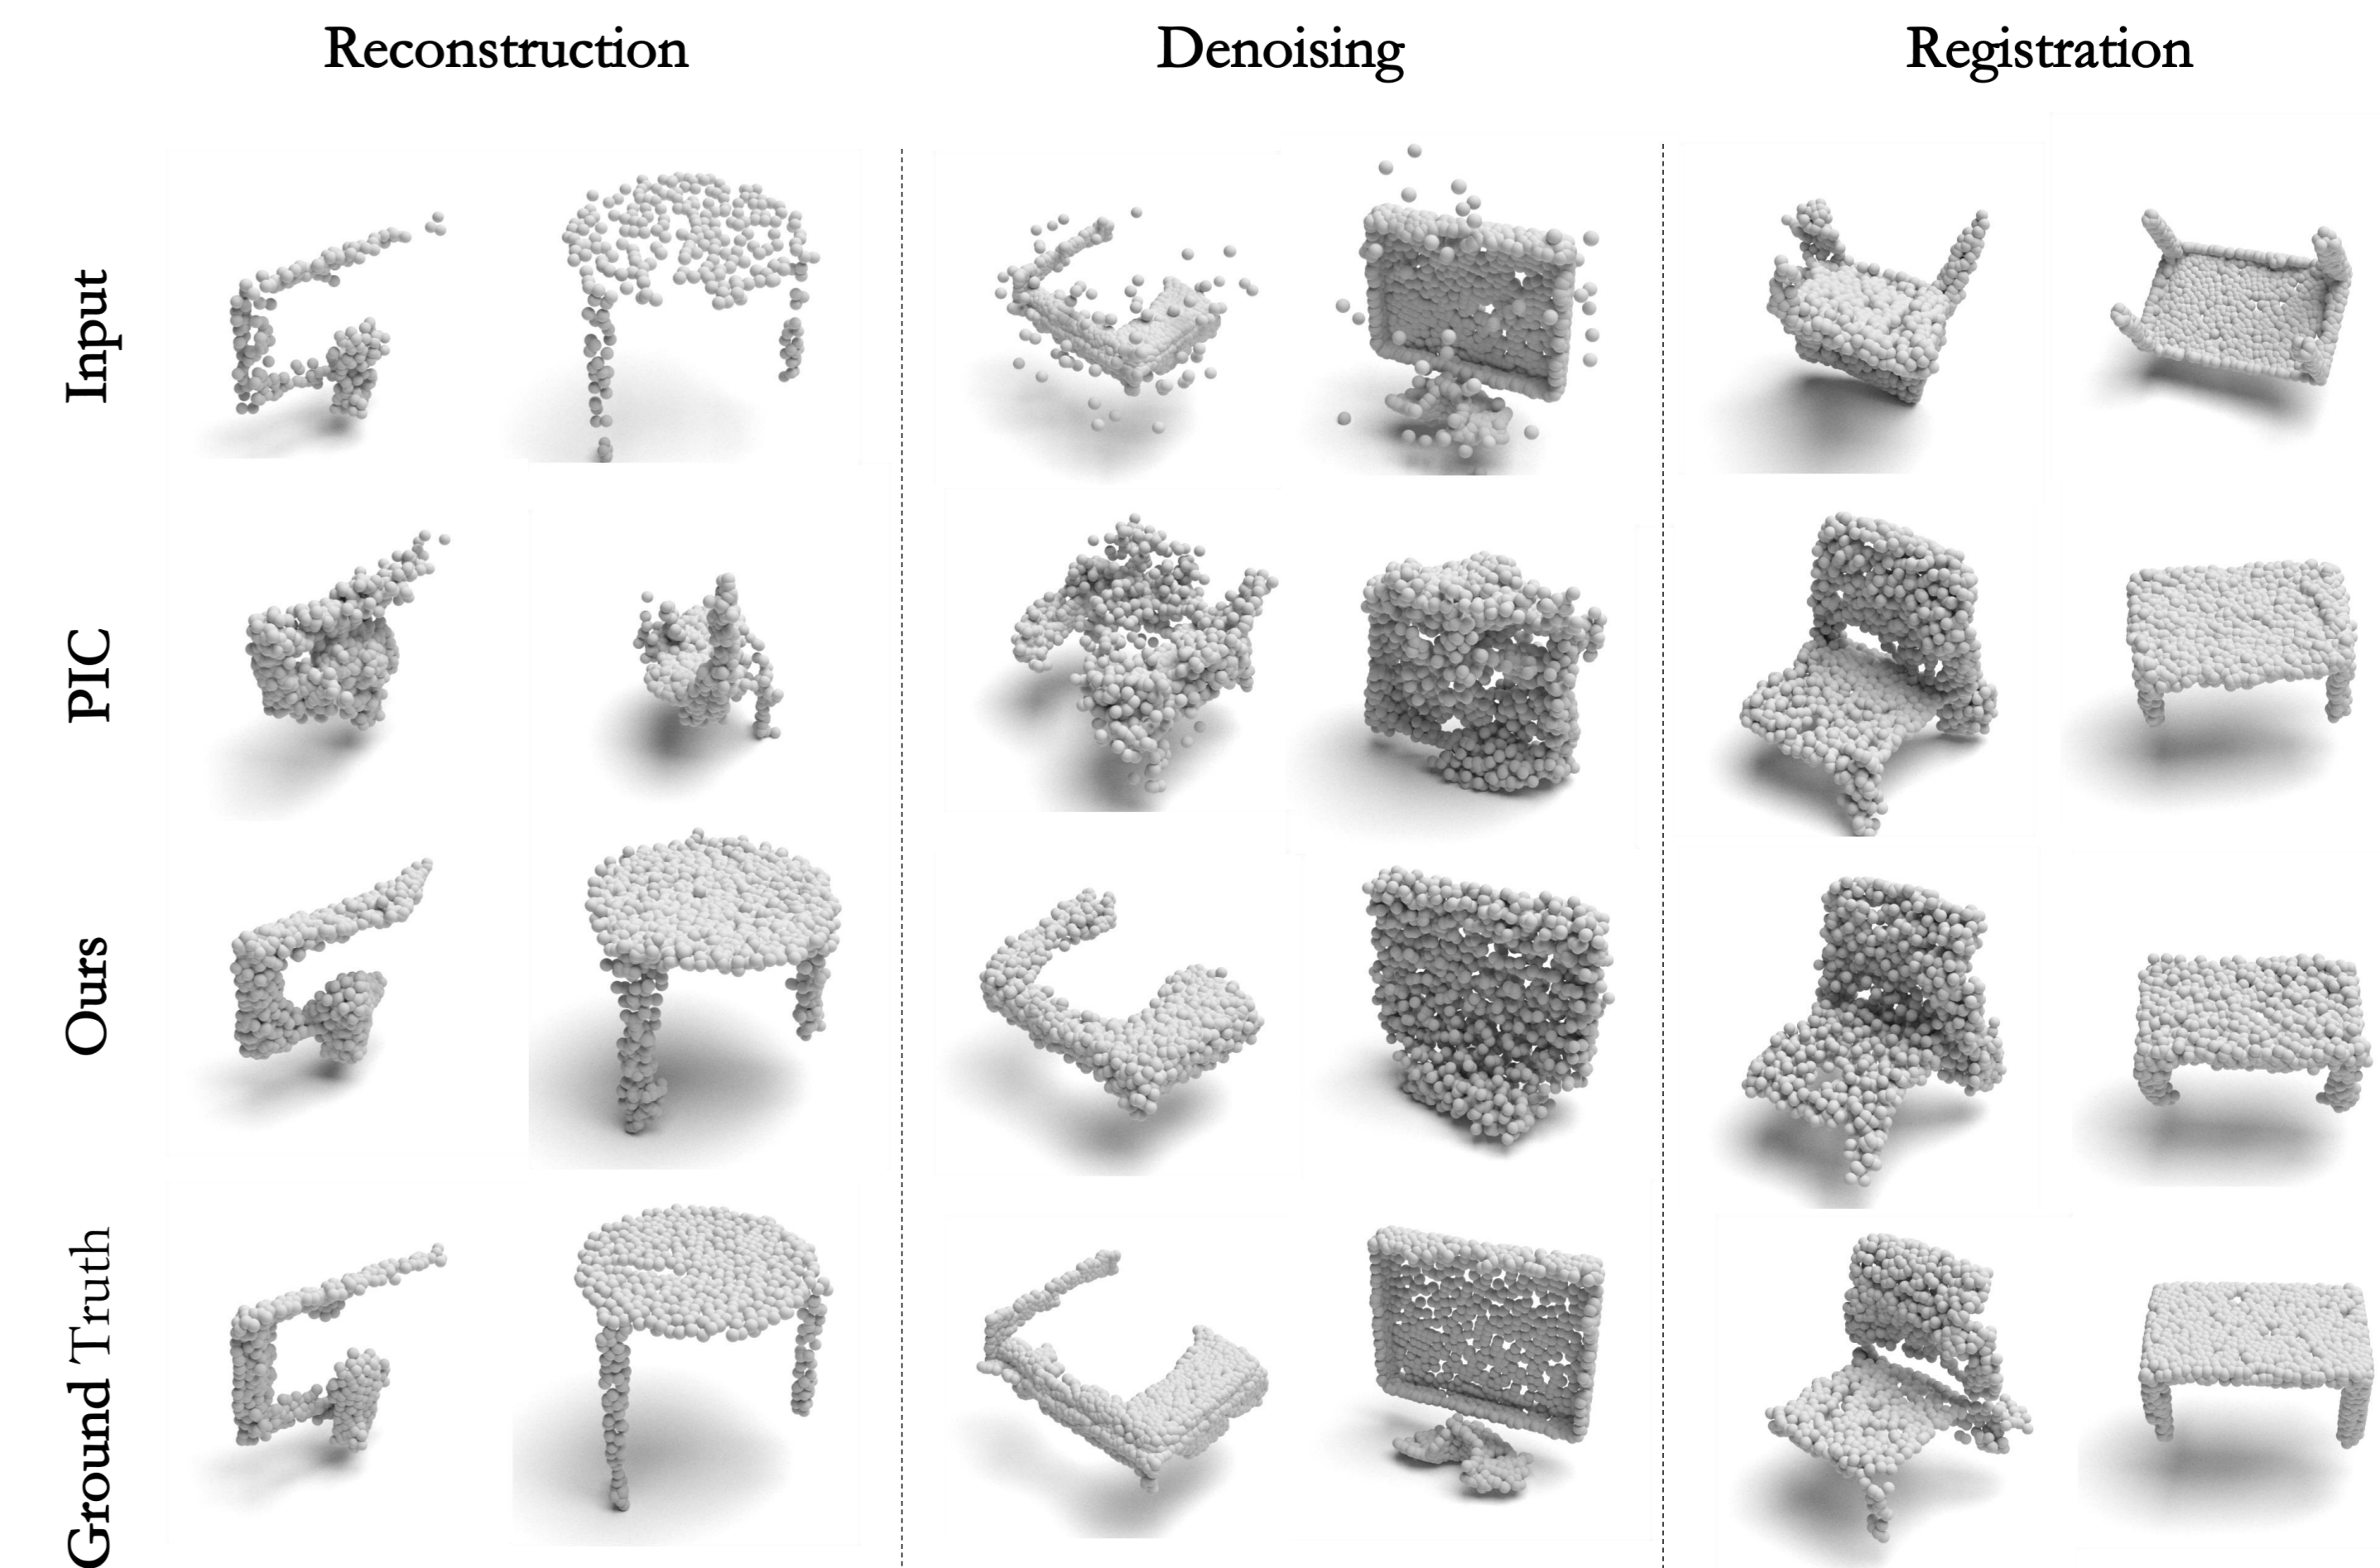 Reconstruction
Denoising
Registration
Input
PIC
Ours
Ground Truth